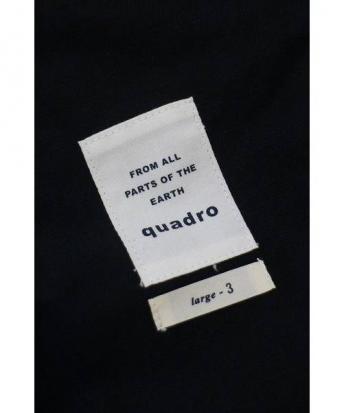 FROM ALL
PARTS OF THE
EARTH
quadro
large - 3